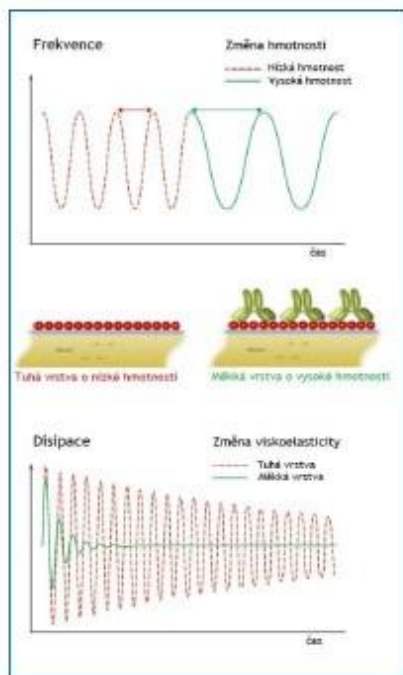 Frekvence
Změna hmotnosti
Nízká hmotnost
Vysoká hmotnost
čas
Tuhá vrstva o nízké hmotnosti
Měkká vrstva o vysoké hmotnosti
Disipace
Změna viskoelasticity
Tuhá vrstva
Měkká vrstva
čas